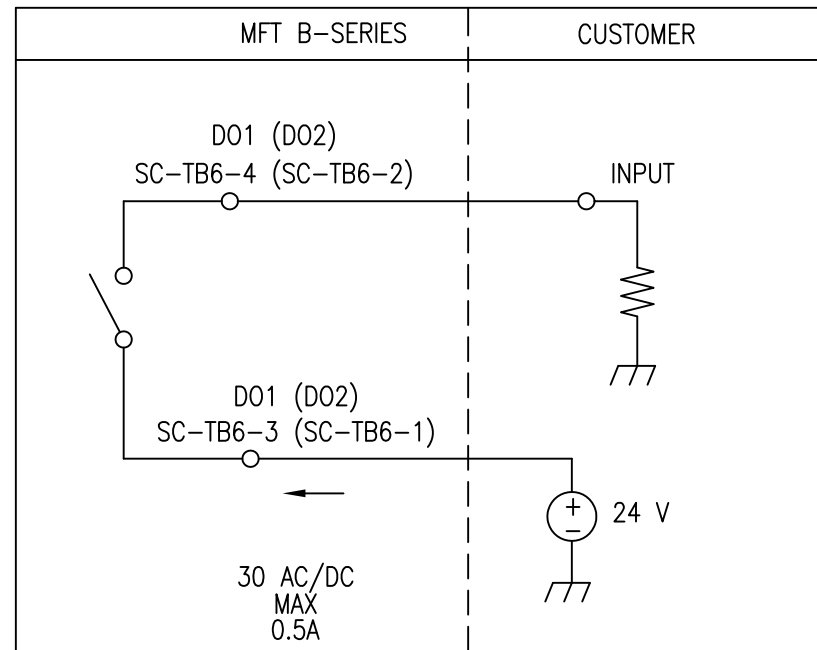 MFT B-SERIES
CUSTOMER
DO1 (DO2)
SC-TB6-4 (SC-TB6-2)
INPUT
DO1 (DO2)
SC-TB6-3 (SC-TB6-1)
+
−
24 V
30 AC/DC
MAX
0.5A